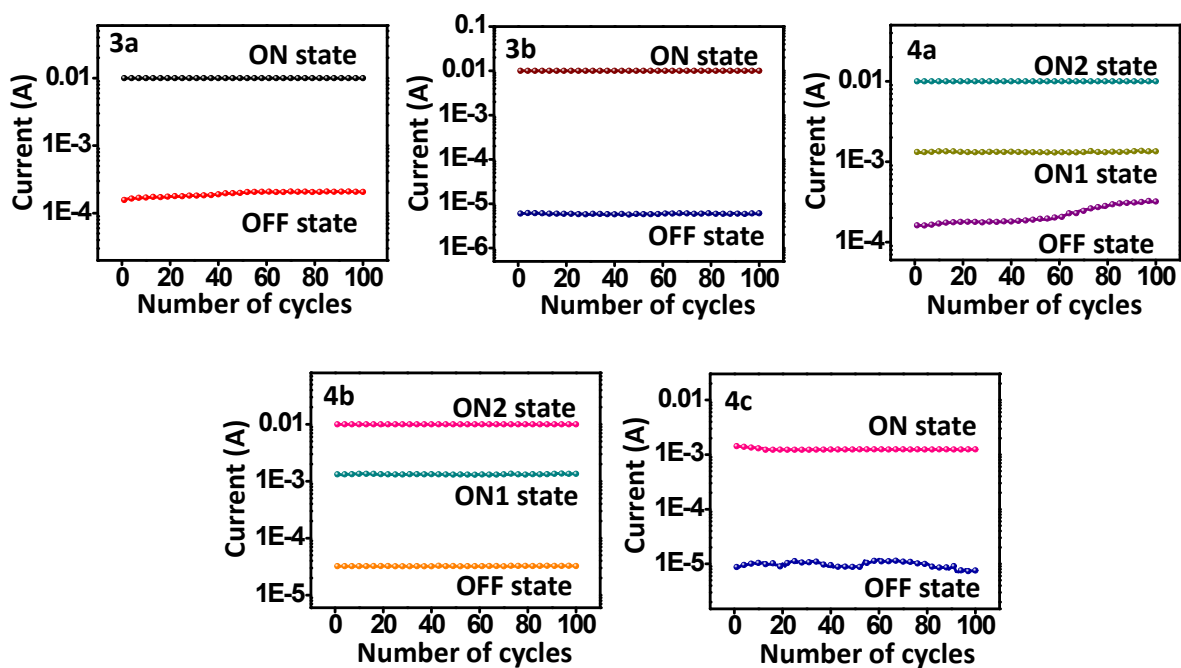 3a
ON state
0.01
1E-4
OFF state
Current (A)
0 20 40 60 80 100
Number of cycles
3b
0.1
ON state
0.01
1E-3
1E-4
1E-5
OFF state
1E-6
Current (A)
0 20 40 60 80 100
Number of cycles
4a
0.01
ON2 state
1E-3
ON1 state
1E-4
OFF state
Current (A)
0 20 40 60 80 100
Number of cycles
4b
ON2 state
0.01
1E-3
ON1 state
1E-4
OFF state
1E-5
Current (A)
0 20 40 60 80 100
Number of cycles
4c
0.01
ON state
1E-3
1E-4
1E-5
OFF state
Current (A)
0 20 40 60 80 100
Number of cycles